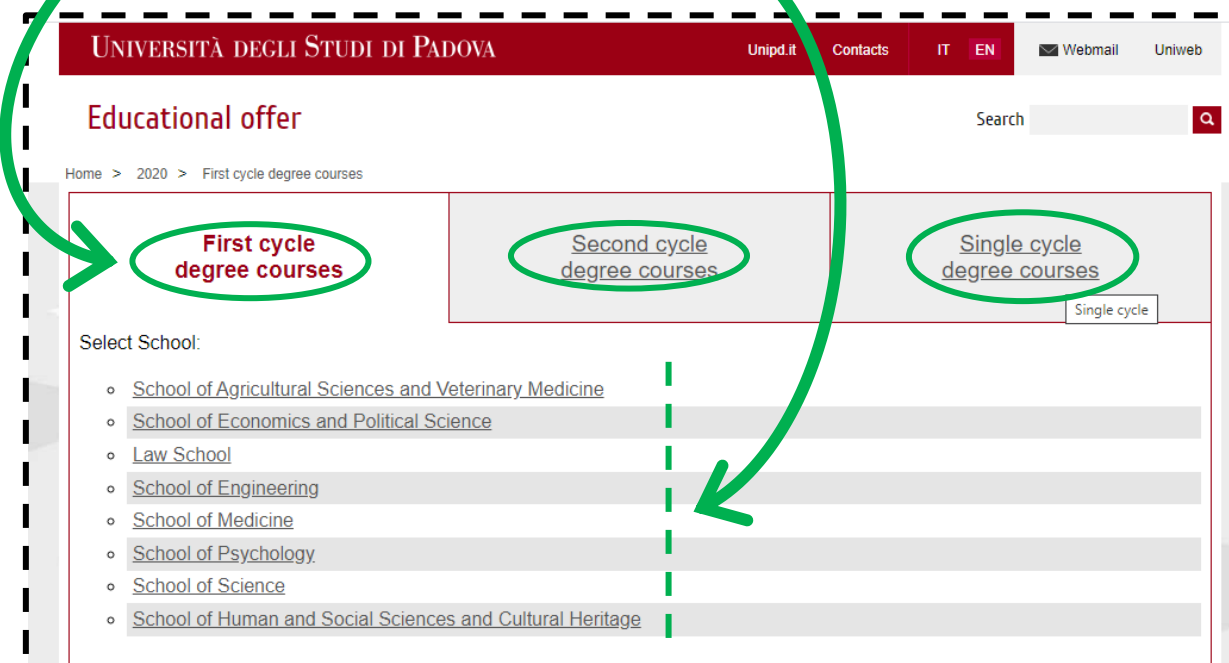 UNIVERSITÀ DEGLI STUDI DI PADOVA Unipd.it Contacts IT EN Webmail Uniweb
Educational offer Search
Home > 2020 > First cycle degree courses
First cycle
degree courses
Second cycle
degree courses
Single cycle
degree courses
Single cycle
Select School:
School of Agricultural Sciences and Veterinary Medicine
School of Economics and Political Science
Law School
School of Engineering
School of Medicine
School of Psychology
School of Science
School of Human and Social Sciences and Cultural Heritage